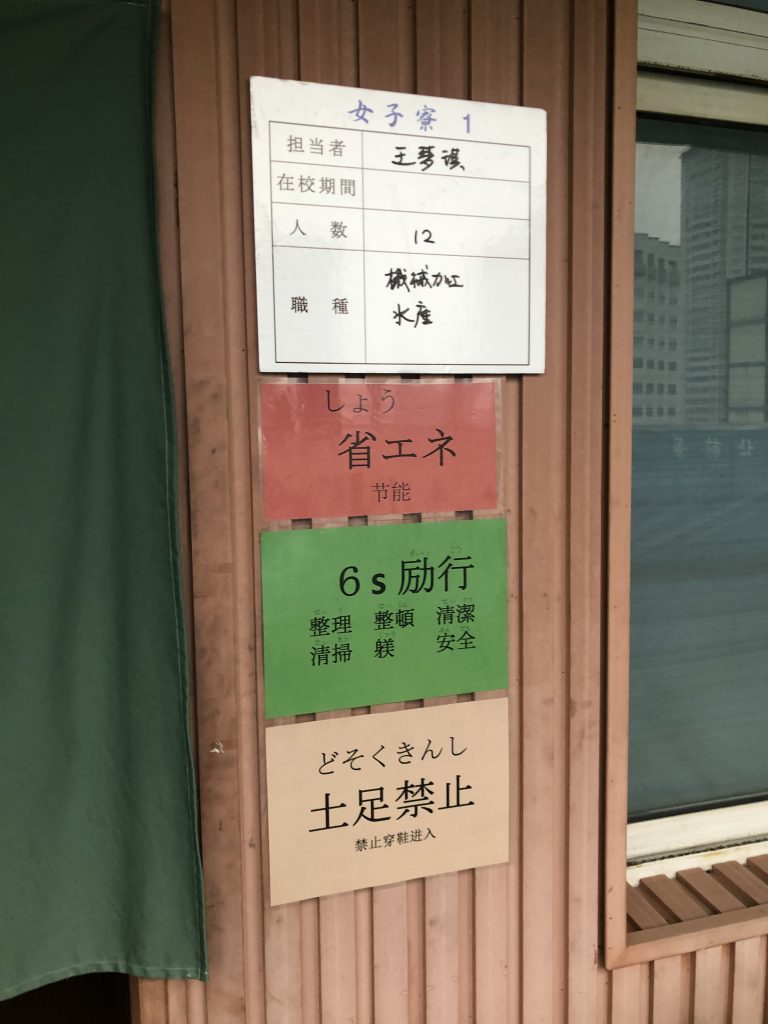 女子寮 1
担当者 王琴祺
在校期間
人数 12
職種 機械加工
水産
しょう
省エネ
节能
6s励行
整理 整頓 清潔
清掃 躾 安全
どそくきんし
土足禁止
禁止穿鞋进入